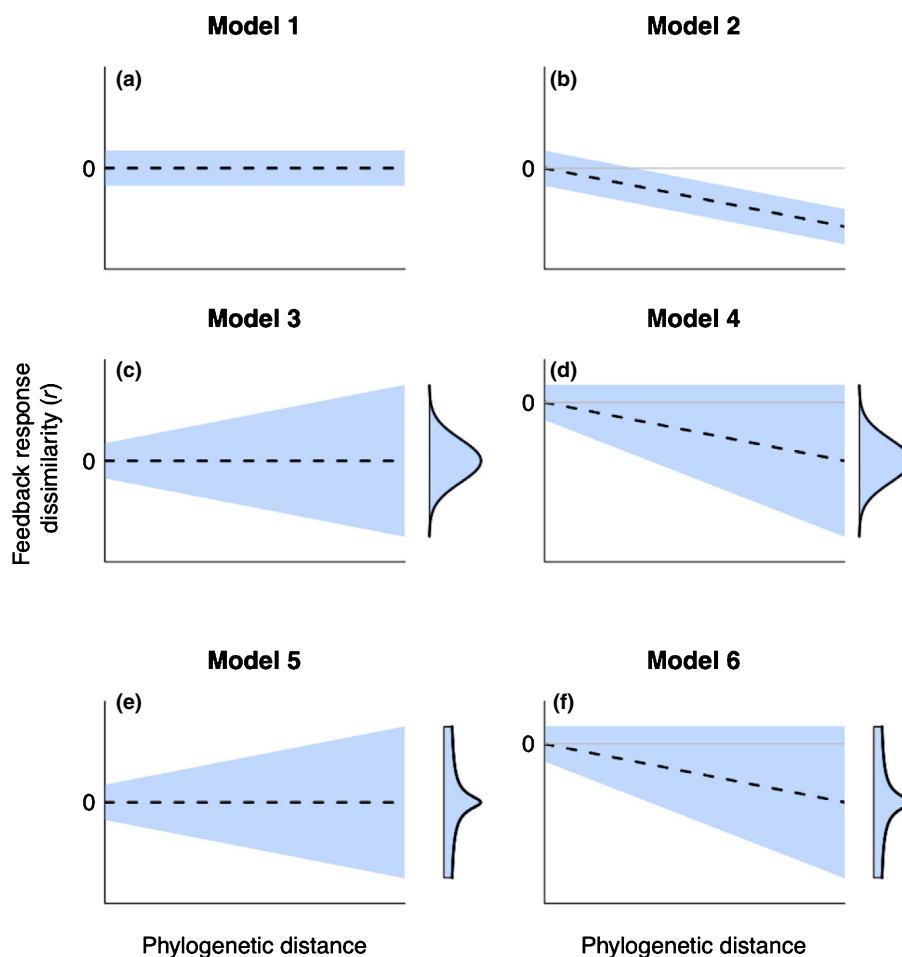 Model 1
Model 2
(a)
0
(b)
0
Model 3
Model 4
Feedback response
dissimilarity (r)
(c)
0
(d)
0
Model 5
Model 6
(e)
0
(f)
0
Phylogenetic distance
Phylogenetic distance